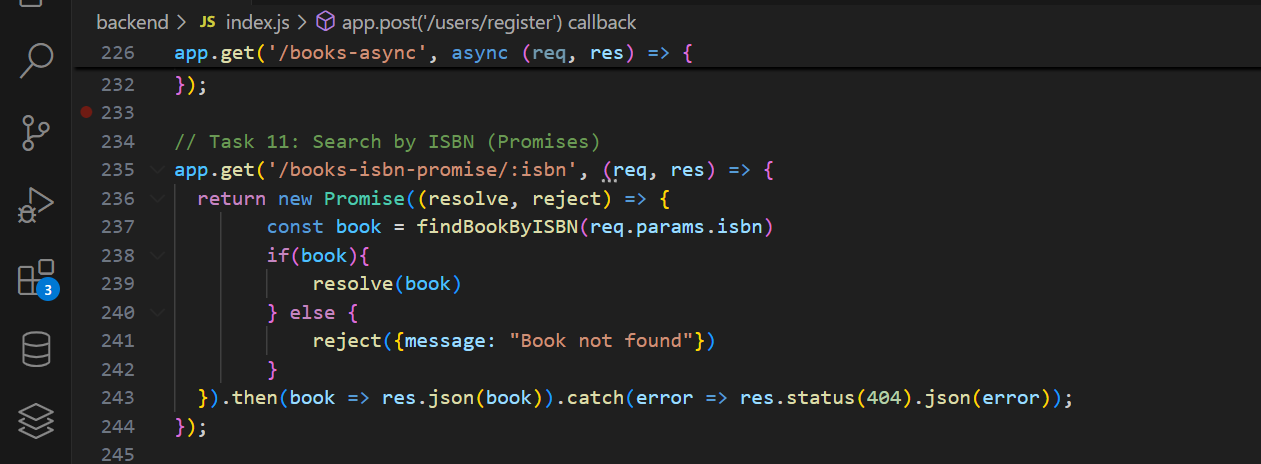 backend > JS index.js > app.post('/users/register') callback
226 app.get('/books-async', async (req, res) => {
232 });
233
234 // Task 11: Search by ISBN (Promises)
235 app.get('/books-isbn-promise/:isbn', (req, res) => {
236   return new Promise((resolve, reject) => {
237         const book = findBookByISBN(req.params.isbn)
238         if(book){
239             resolve(book)
240         } else {
241             reject({message: "Book not found"})
242         }
243   }).then(book => res.json(book)).catch(error => res.status(404).json(error));
244 });
245
3